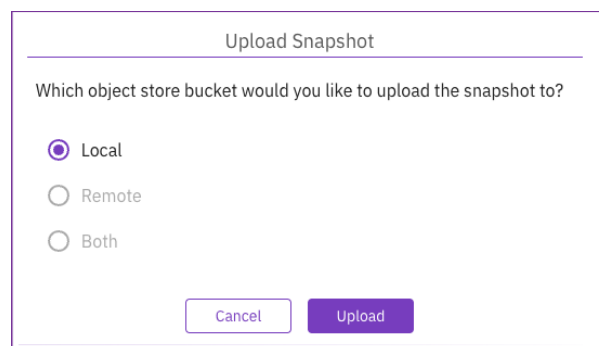 Upload Snapshot
Which object store bucket would you like to upload the snapshot to?
Local
Remote
Both
Cancel Upload